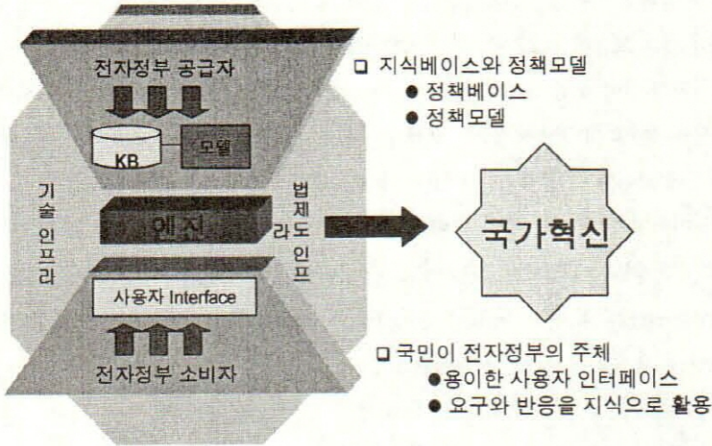 전자정부 공급자
KB
모델
기술 인프라
엔진
법제도 인프
라
사용자 Interface
전자정부 소비자
□ 지식베이스와 정책모델
● 정책베이스
● 정책모델
국가혁신
□ 국민이 전자정부의 주체
● 용이한 사용자 인터페이스
● 요구와 반응을 지식으로 활용